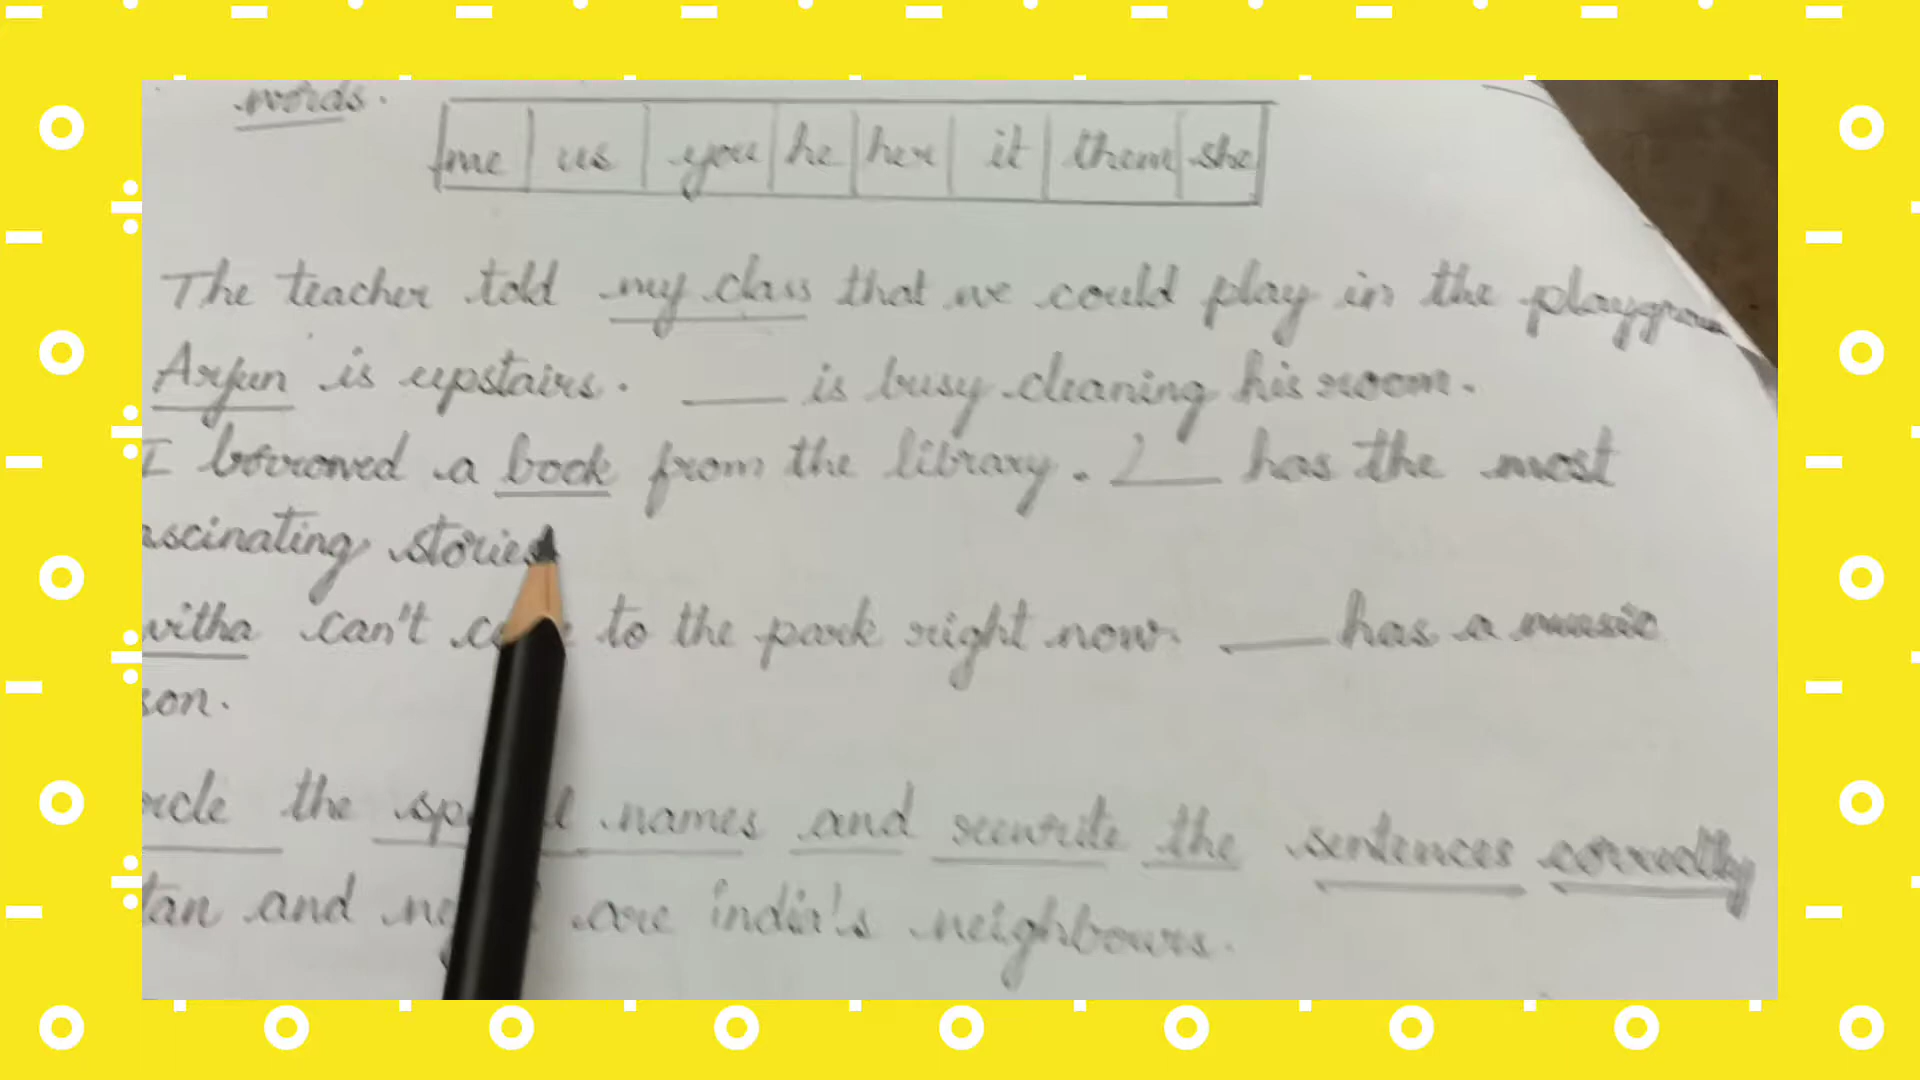 words.
me us you he her it them she
The teacher told my class that we could play in the playgroun
Arjun is upstairs. ___ is busy cleaning his room.
I borrowed a book from the library. ___ has the most
ascinating stories
witha can't to the park right now. ___ has a music
son.
rcle the names and rewrite the sentences correctly
tan and are india's neighbours.